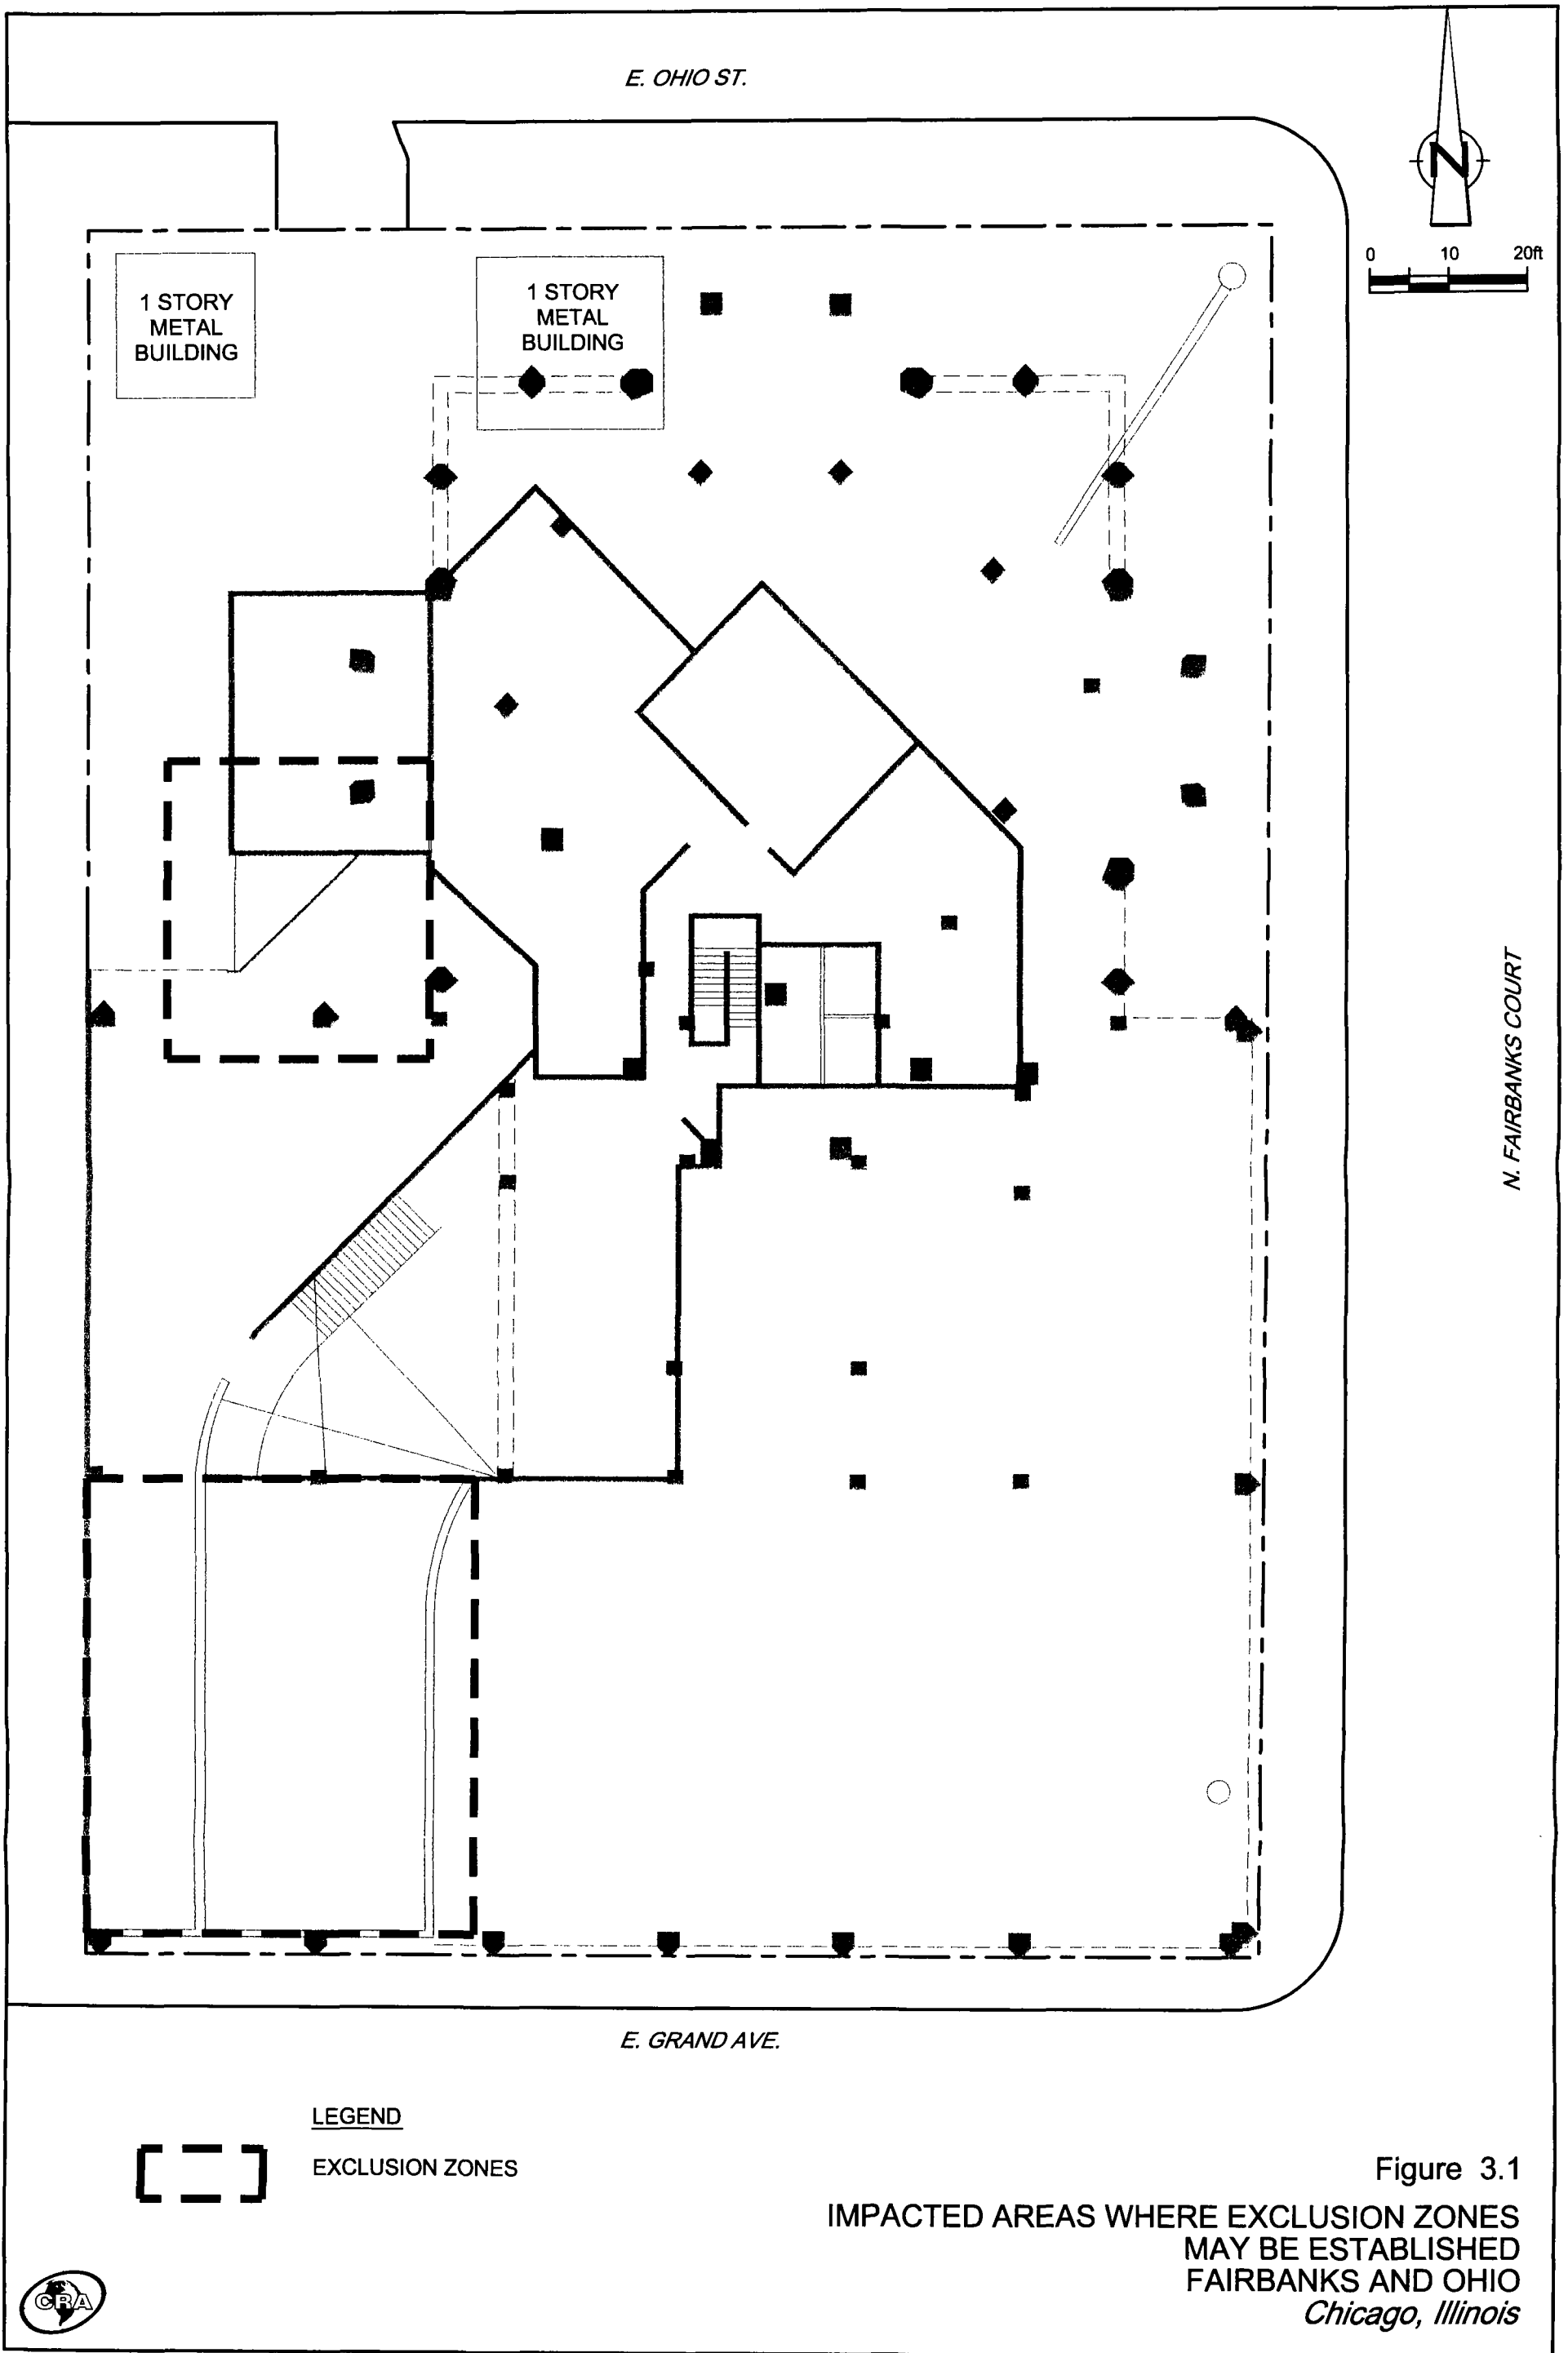 E. OHIO ST.
N
0 10 20ft
1 STORY
METAL
BUILDING
1 STORY
METAL
BUILDING
N. FAIRBANKS COURT
E. GRAND AVE.
LEGEND
EXCLUSION ZONES
Figure 3.1
IMPACTED AREAS WHERE EXCLUSION ZONES
MAY BE ESTABLISHED
FAIRBANKS AND OHIO
Chicago, Illinois
CRA